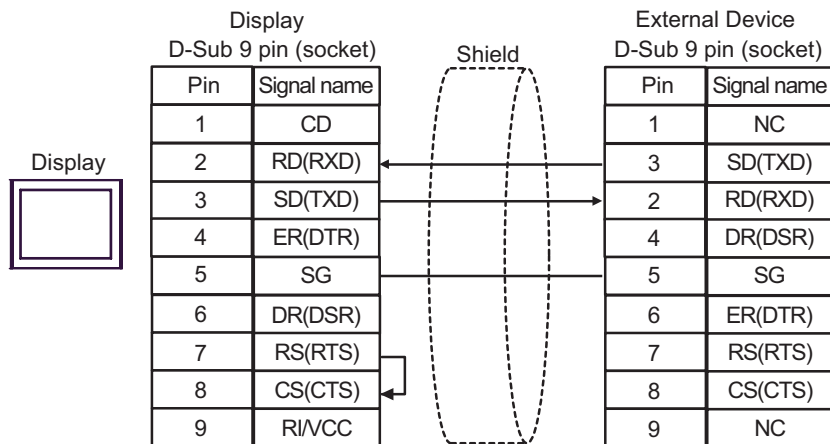 Display
D-Sub 9 pin (socket)
Shield
External Device
D-Sub 9 pin (socket)
Display
Pin Signal name
1 CD
2 RD(RXD)
3 SD(TXD)
4 ER(DTR)
5 SG
6 DR(DSR)
7 RS(RTS)
8 CS(CTS)
9 RI/VCC
Pin Signal name
1 NC
3 SD(TXD)
2 RD(RXD)
4 DR(DSR)
5 SG
6 ER(DTR)
7 RS(RTS)
8 CS(CTS)
9 NC